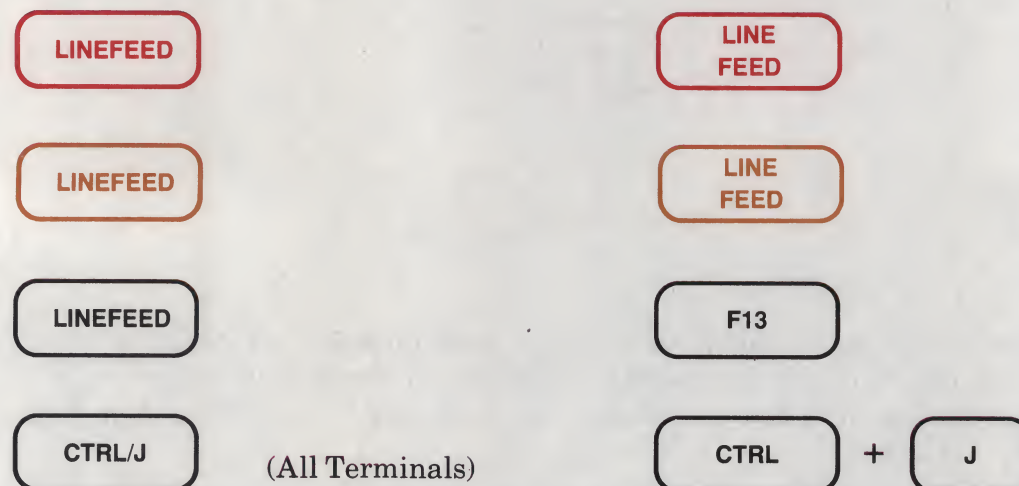 LINEFEED LINE
FEED
LINEFEED LINE
FEED
LINEFEED F13
CTRL/J (All Terminals) CTRL + J